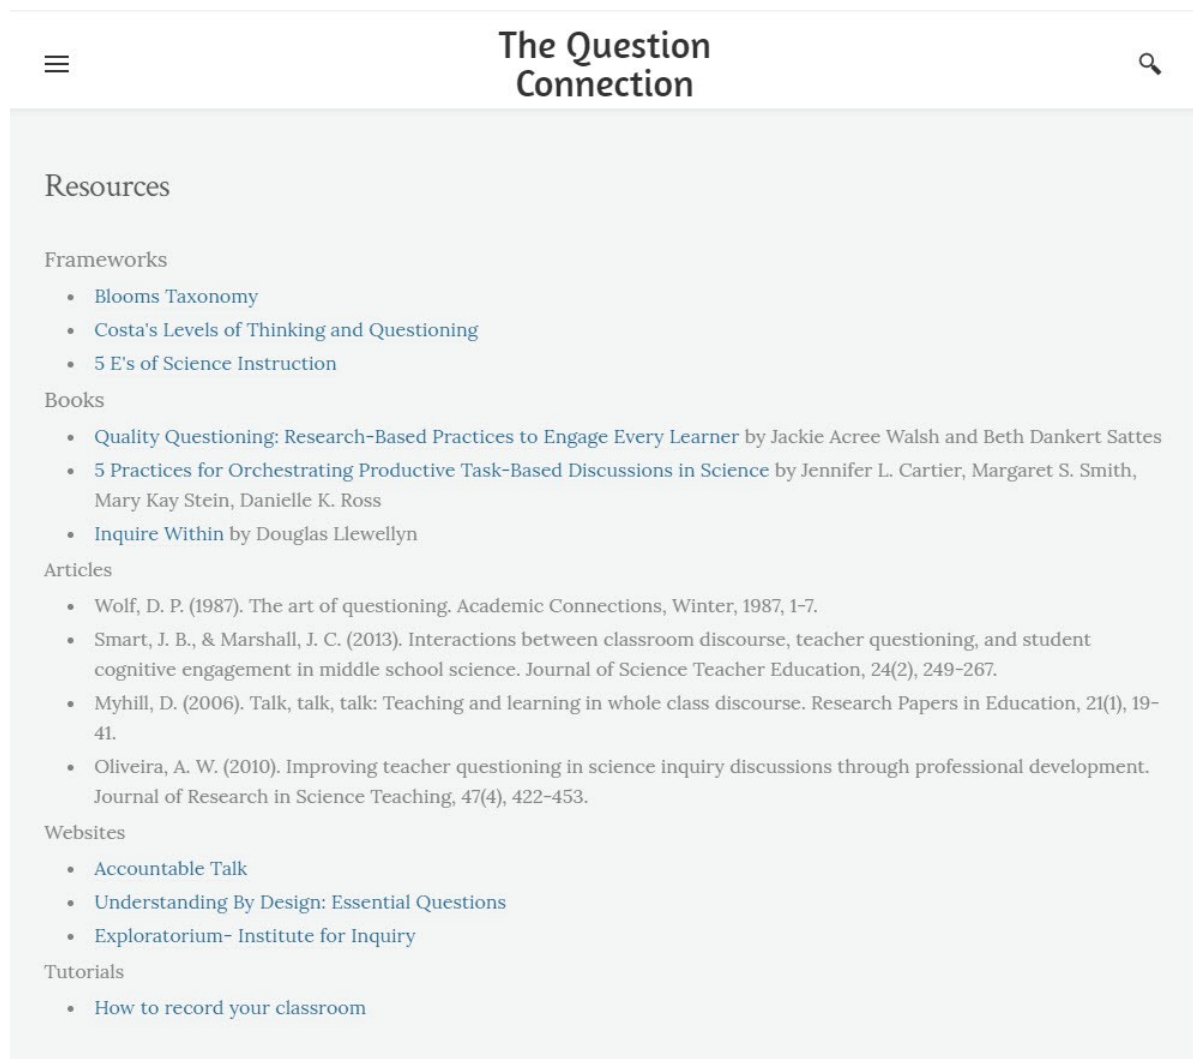 The Question
Connection
Resources
Frameworks
• Blooms Taxonomy
• Costa's Levels of Thinking and Questioning
• 5 E's of Science Instruction
Books
• Quality Questioning: Research-Based Practices to Engage Every Learner by Jackie Acree Walsh and Beth Dankert Sattes
• 5 Practices for Orchestrating Productive Task-Based Discussions in Science by Jennifer L. Cartier, Margaret S. Smith,
Mary Kay Stein, Danielle K. Ross
• Inquire Within by Douglas Llewellyn
Articles
• Wolf, D. P. (1987). The art of questioning. Academic Connections, Winter, 1987, 1-7.
• Smart, J. B., & Marshall, J. C. (2013). Interactions between classroom discourse, teacher questioning, and student
cognitive engagement in middle school science. Journal of Science Teacher Education, 24(2), 249-267.
• Myhill, D. (2006). Talk, talk, talk: Teaching and learning in whole class discourse. Research Papers in Education, 21(1), 19-
41.
• Oliveira, A. W. (2010). Improving teacher questioning in science inquiry discussions through professional development.
Journal of Research in Science Teaching, 47(4), 422-453.
Websites
• Accountable Talk
• Understanding By Design: Essential Questions
• Exploratorium- Institute for Inquiry
Tutorials
• How to record your classroom